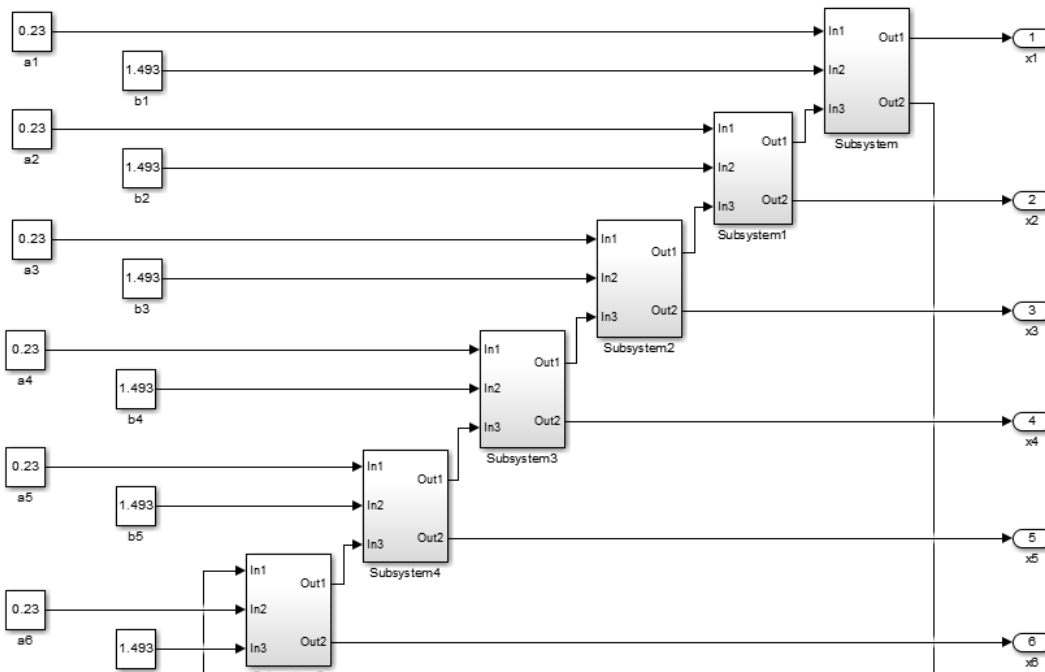 0.23
a1
1.493
b1
In1
In2
In3
Out1
Out2
Subsystem
1
x1
0.23
a2
1.493
b2
In1
In2
In3
Out1
Out2
Subsystem1
2
x2
0.23
a3
1.493
b3
In1
In2
In3
Out1
Out2
Subsystem2
3
x3
0.23
a4
1.493
b4
In1
In2
In3
Out1
Out2
Subsystem3
4
x4
0.23
a5
1.493
b5
In1
In2
In3
Out1
Out2
Subsystem4
5
x5
0.23
a6
1.493
In1
In2
In3
Out1
Out2
6
x6